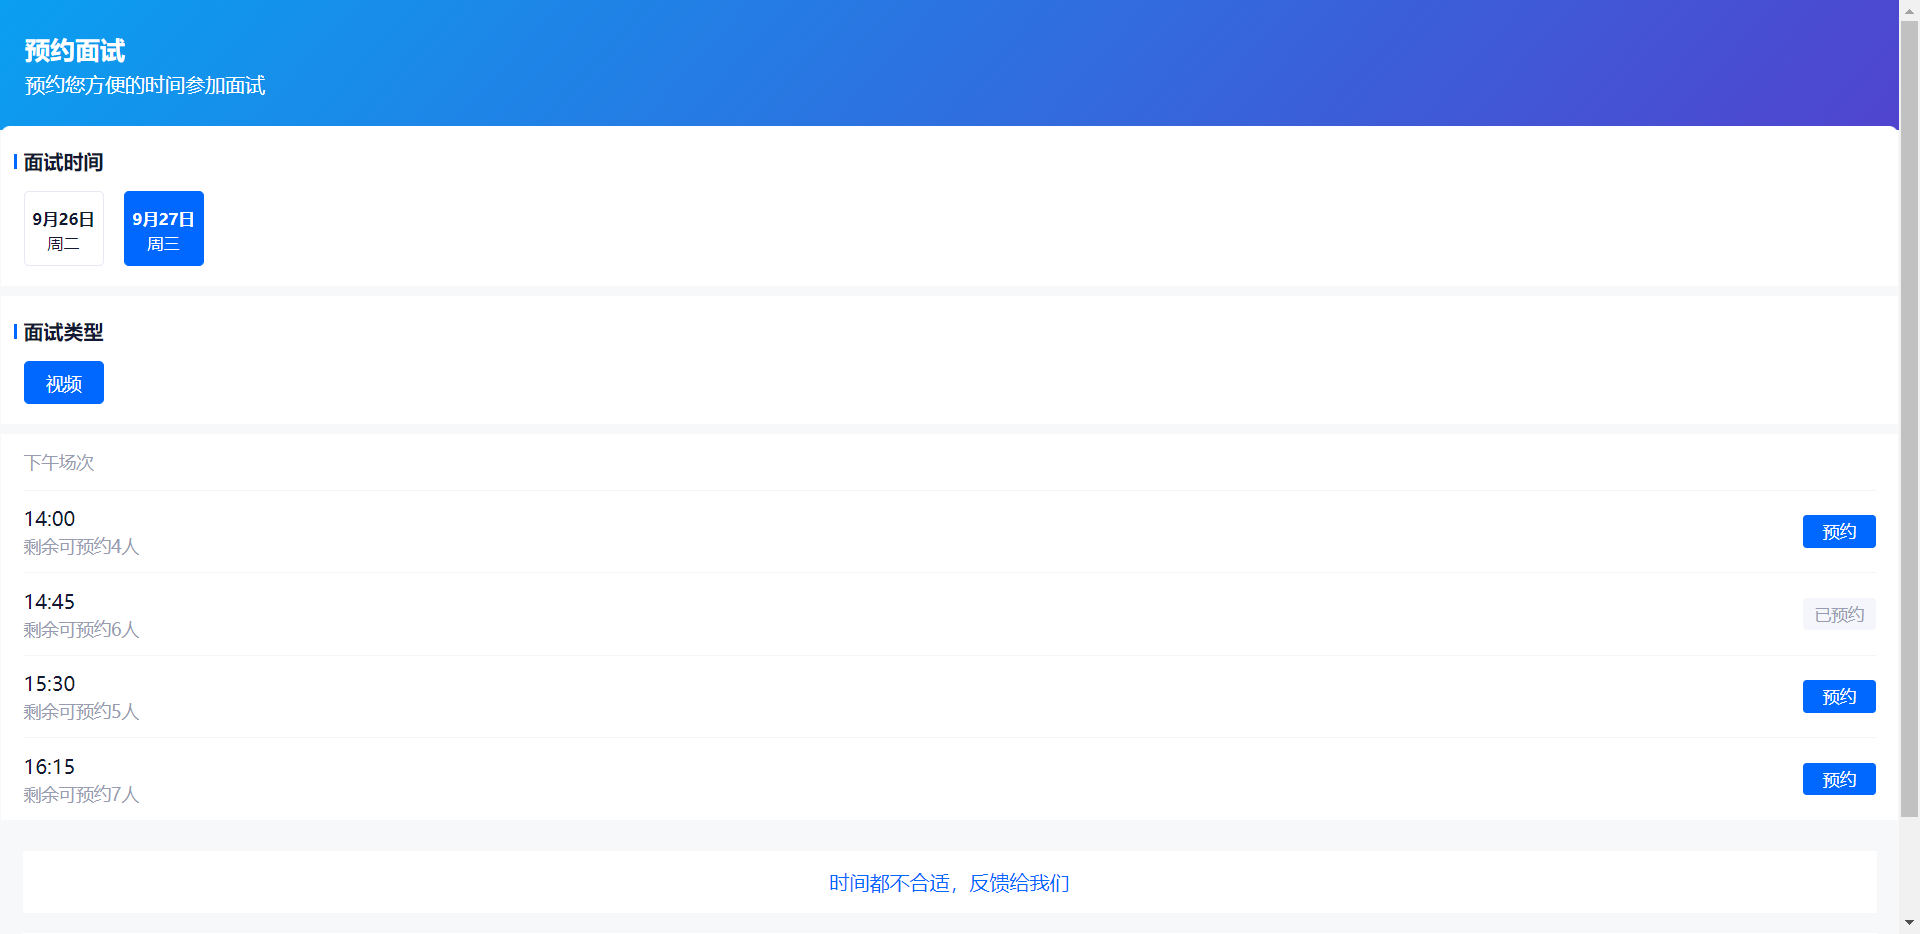 预约面试
预约您方便的时间参加面试
面试时间
9月26日 9月27日
周二 周三
面试类型
视频
下午场次
14:00
剩余可预约4人
预约
14:45
剩余可预约6人
已预约
15:30
剩余可预约5人
预约
16:15
剩余可预约7人
预约
时间都不合适，反馈给我们